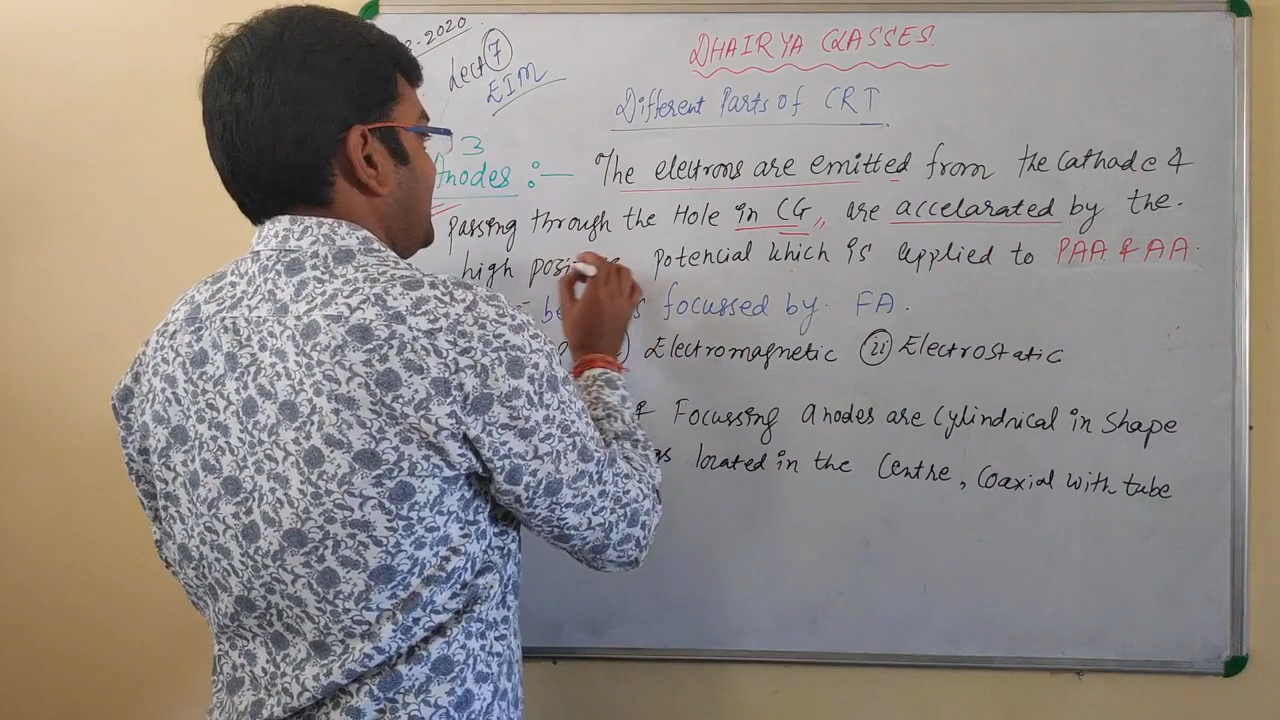 -2020
Lect 7
EIM
DHAIRYA CLASSES.
Different Parts of CRT
3
Anodes :— The electrons are emitted from the Cathode &
Passing through the Hole in CG,, are accelarated by the.
high potencial which is applied to PAA & AA.
focussed by. FA.
Electromagnetic (ii) Electrostatic
& Focussing anodes are Cylindrical in Shape
located in the Centre, Coaxial with tube